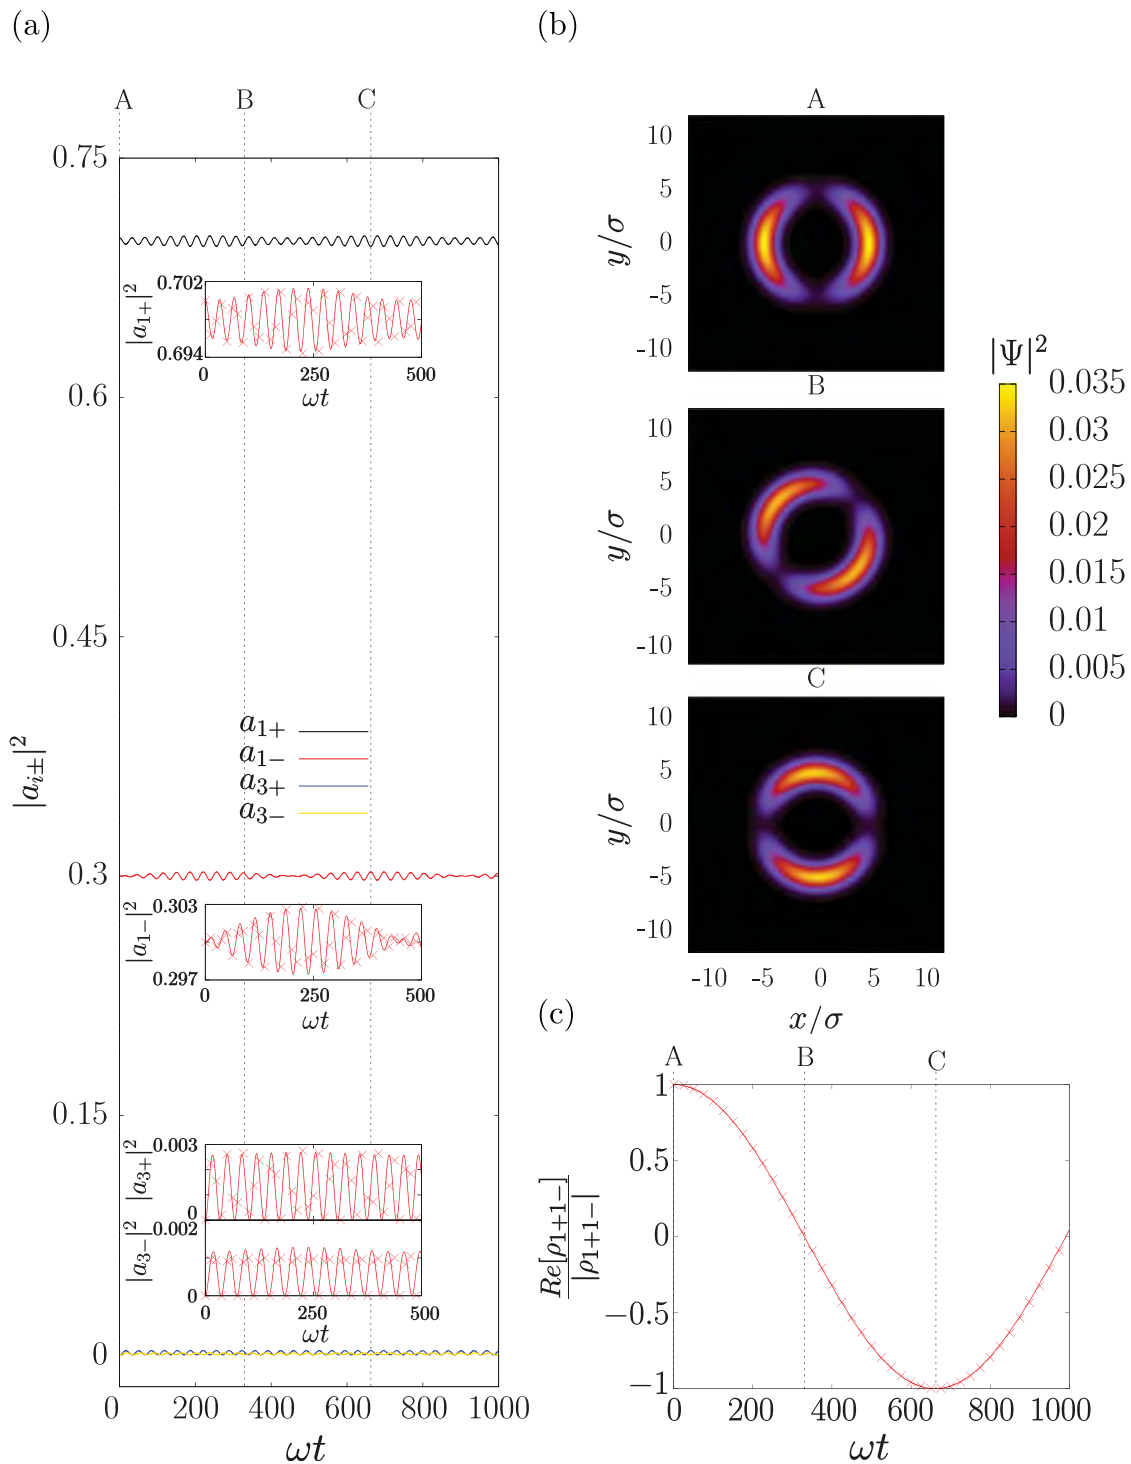 (a)
A B C
0.75
0.6
0.45
0.3
0.15
0
|a_{i±}|^2
0 200 400 600 800 1000
ωt
a_{1+}
a_{1−}
a_{3+}
a_{3−}
|a_{1+}|^2
0.702
0.694
0 250 500
ωt
|a_{1−}|^2
0.303
0.297
0 250 500
ωt
|a_{3+}|^2
0.003
0
|a_{3−}|^2
0.002
0
0 250 500
ωt
(b)
A
10
5
0
-5
-10
y/σ
B
10
5
0
-5
-10
y/σ
C
10
5
0
-5
-10
y/σ
-10 -5 0 5 10
x/σ
|Ψ|^2
0.035
0.03
0.025
0.02
0.015
0.01
0.005
0
(c)
A B C
1
0.5
0
−0.5
−1
Re[ρ_{1+1−}]
|ρ_{1+1−}|
0 200 400 600 800 1000
ωt